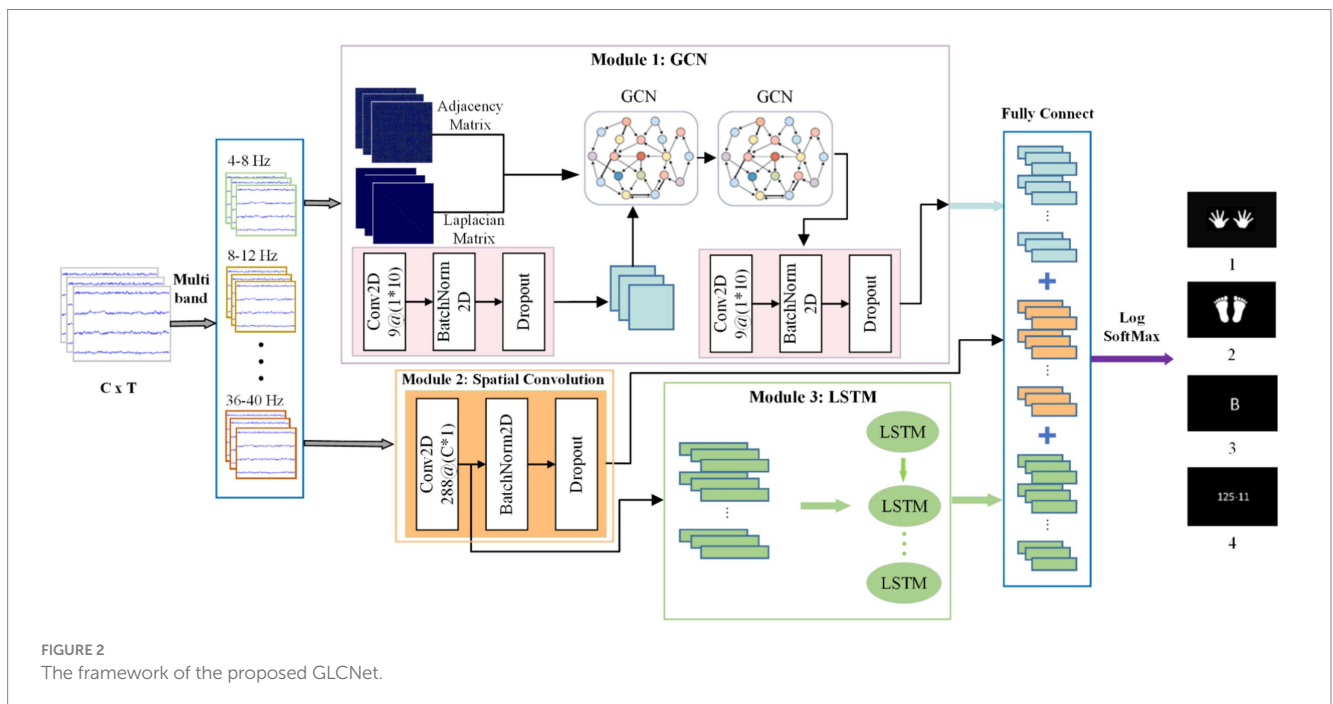 C x T
Multi
band
4-8 Hz
8-12 Hz
36-40 Hz
Module 1: GCN
Adjacency
Matrix
Laplacian
Matrix
GCN
GCN
Conv2D
9@(1*10)
BatchNorm
2D
Dropout
Conv2D
9@(1*10)
BatchNorm
2D
Dropout
Module 2: Spatial Convolution
Conv2D
288@(C*1)
BatchNorm2D
Dropout
Module 3: LSTM
LSTM
LSTM
LSTM
Fully Connect
+
+
Log
SoftMax
1
2
B
3
125-11
4
FIGURE 2
The framework of the proposed GLCNet.